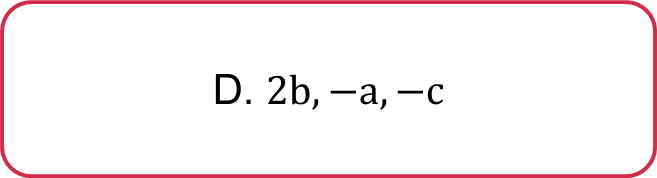 D. 2b, −a, −c